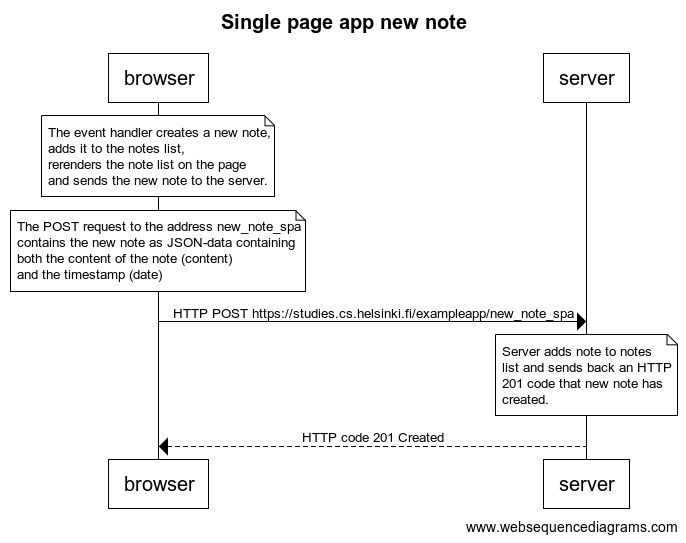 Single page app new note
browser
server
The event handler creates a new note,
adds it to the notes list,
rerenders the note list on the page
and sends the new note to the server.
The POST request to the address new_note_spa
contains the new note as JSON-data containing
both the content of the note (content)
and the timestamp (date)
HTTP POST https://studies.cs.helsinki.fi/exampleapp/new_note_spa
Server adds note to notes
list and sends back an HTTP
201 code that new note has
created.
HTTP code 201 Created
browser
server
www.websequencediagrams.com